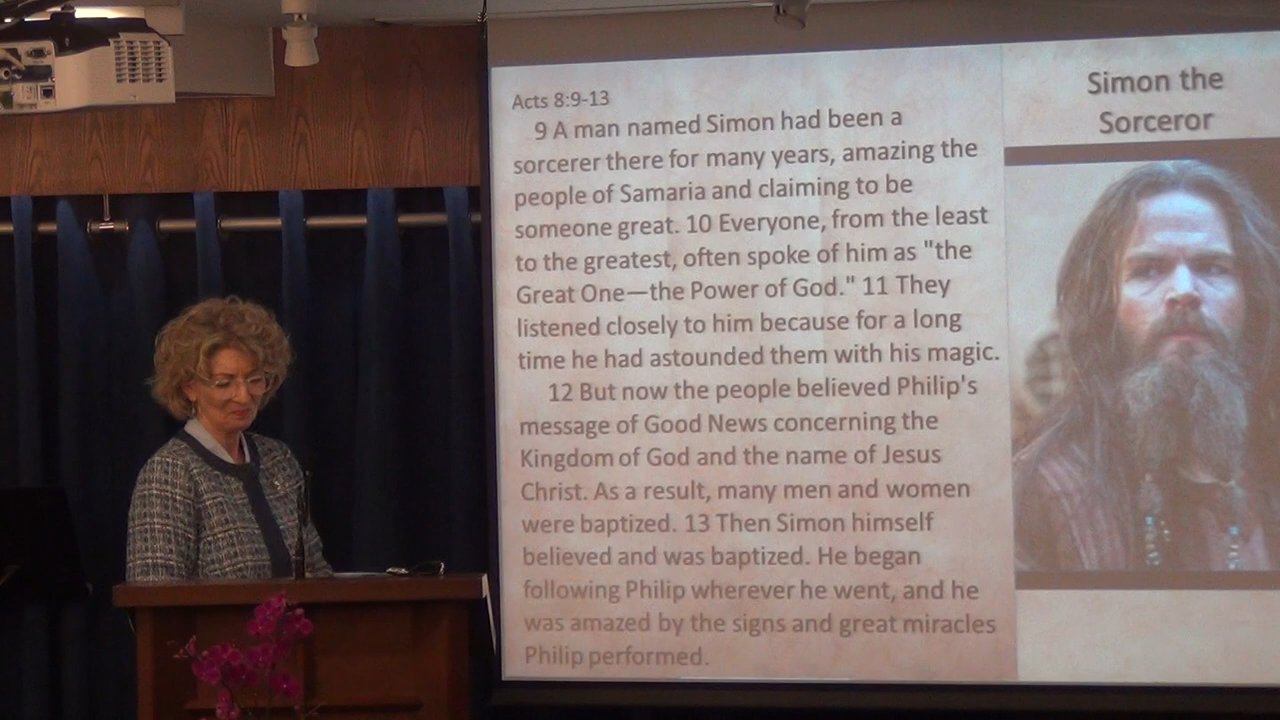 Acts 8:9-13
9 A man named Simon had been a
sorcerer there for many years, amazing the
people of Samaria and claiming to be
someone great. 10 Everyone, from the least
to the greatest, often spoke of him as "the
Great One—the Power of God." 11 They
listened closely to him because for a long
time he had astounded them with his magic.
12 But now the people believed Philip's
message of Good News concerning the
Kingdom of God and the name of Jesus
Christ. As a result, many men and women
were baptized. 13 Then Simon himself
believed and was baptized. He began
following Philip wherever he went, and he
was amazed by the signs and great miracles
Philip performed.
Simon the
Sorceror